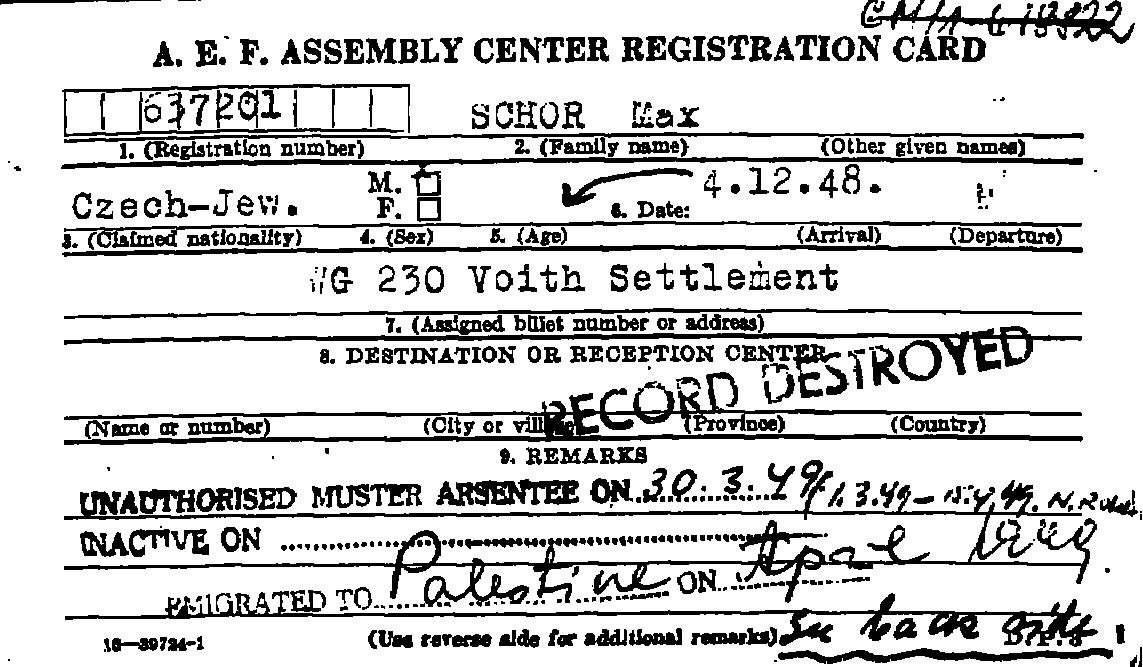 A. E. F. ASSEMBLY CENTER REGISTRATION CARD
637201 SCHOR Max
1. (Registration number) 2. (Family name) (Other given names)
Czech-Jew. M. F. 6. Date: 4.12.48.
3. (Claimed nationality) 4. (Sex) 5. (Age) (Arrival) (Departure)
WG 230 Voith Settlement
7. (Assigned billet number or address)
8. DESTINATION OR RECEPTION CENTER
RECORD DESTROYED
(Name or number) (City or village) (Province) (Country)
9. REMARKS
UNAUTHORISED MUSTER ABSENTEE ON 30.3.49
INACTIVE ON
EMIGRATED TO Palestine ON 1949
16—39724-1 (Use reverse side for additional remarks)